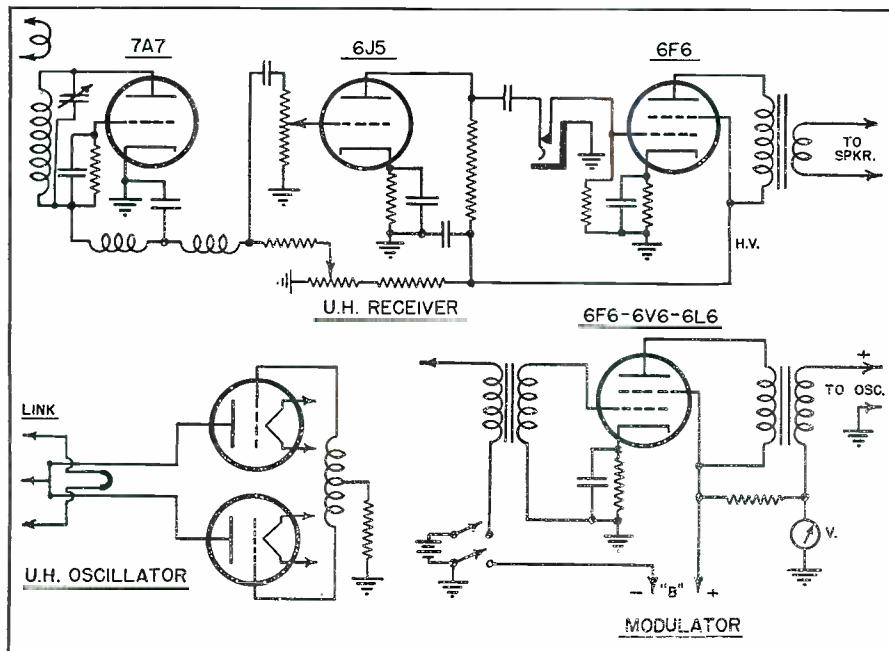 7A7
6J5
6F6
TO
SPKR.
H.V.
U.H. RECEIVER
6F6-6V6-6L6
LINK
+
TO OSC.
V.
U.H. OSCILLATOR
- "B" +
MODULATOR